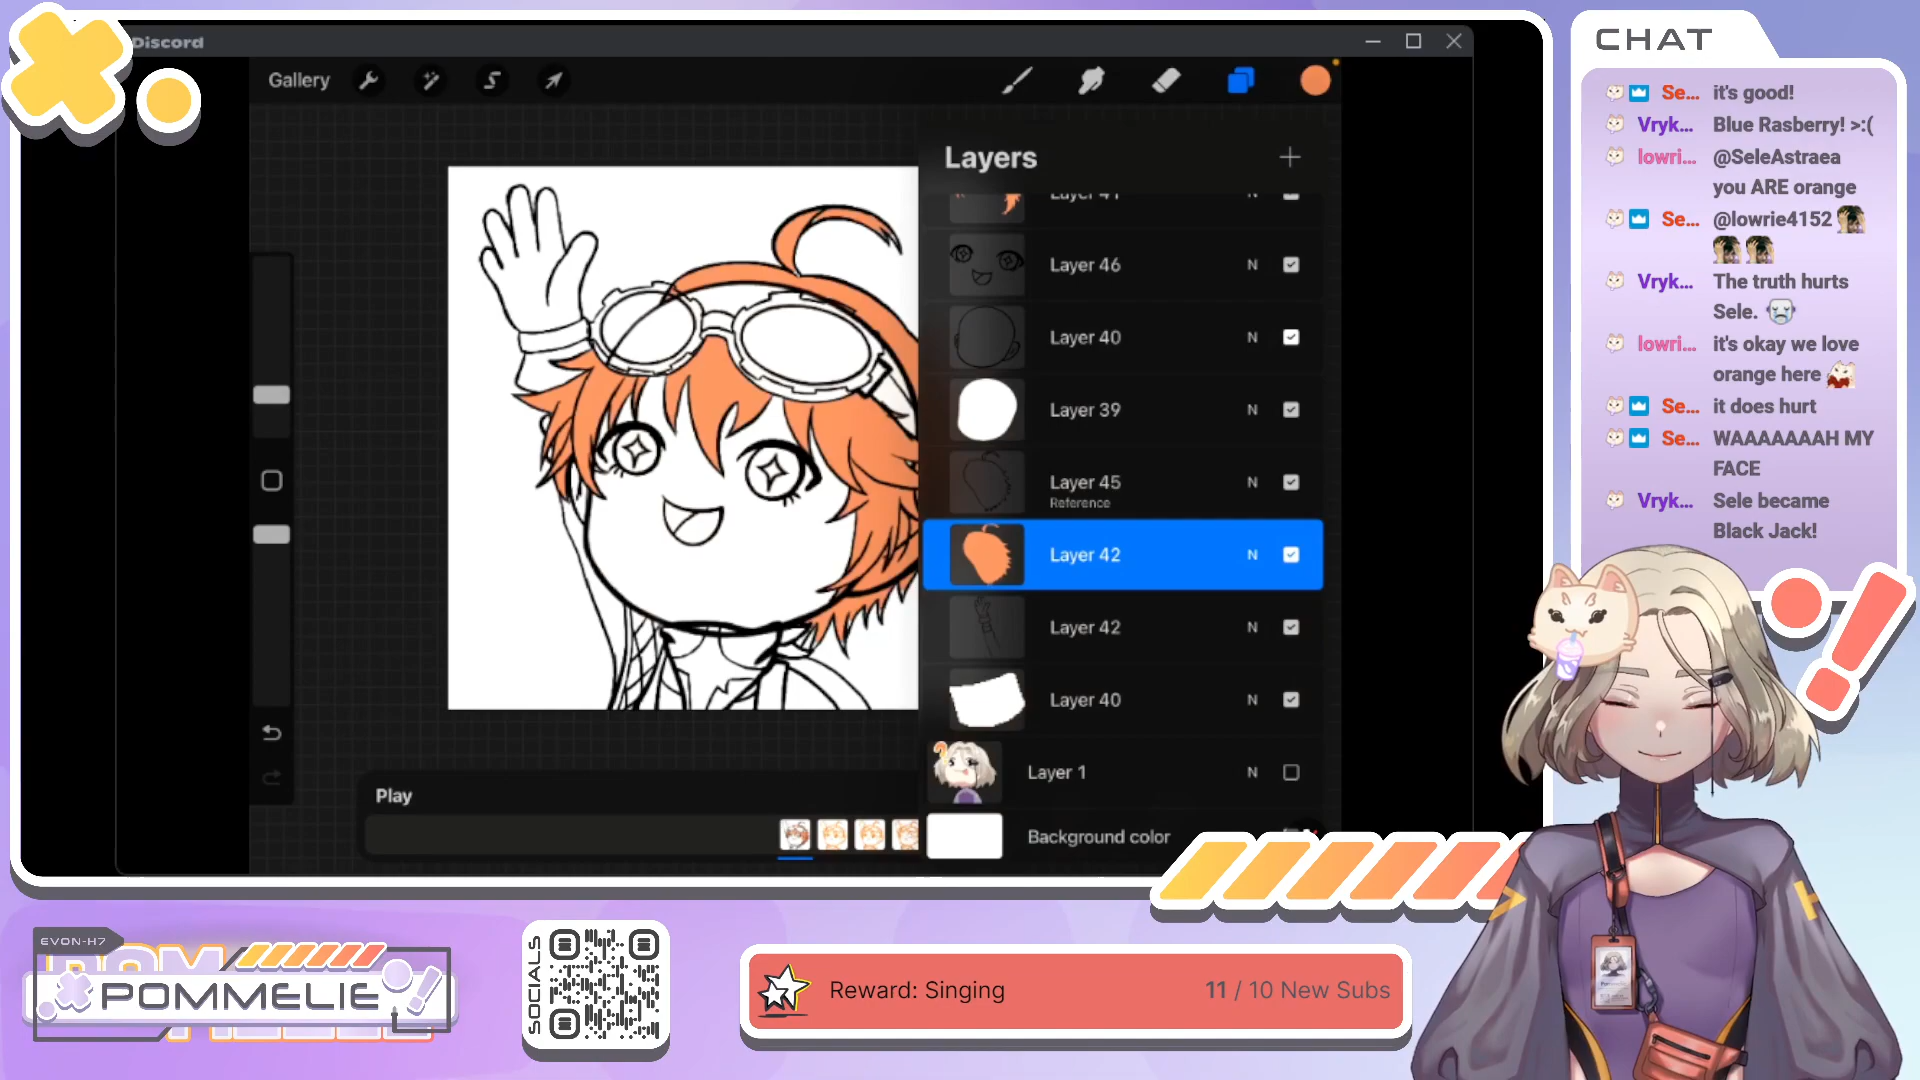 Discord
Gallery
Layers
Layer 41
N
Layer 46
N
Layer 40
N
Layer 39
N
Layer 45
Reference
N
Layer 42
N
Layer 42
N
Layer 40
N
Layer 1
N
Background color
Play
CHAT
Se... it's good!
Vryk... Blue Rasberry! >:(
lowri... @SeleAstraea
you ARE orange
Se... @lowrie4152
Vryk... The truth hurts
Sele.
lowri... it's okay we love
orange here
Se... it does hurt
Se... WAAAAAAAH MY
FACE
Vryk... Sele became
Black Jack!
EVON-H7
POMMELIE
SOCIALS
Reward: Singing
11 / 10 New Subs